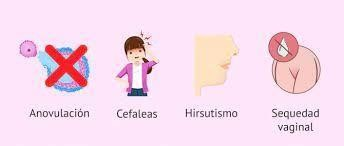 Anovulación
Cefaleas
Hirsutismo
Sequedad
vaginal